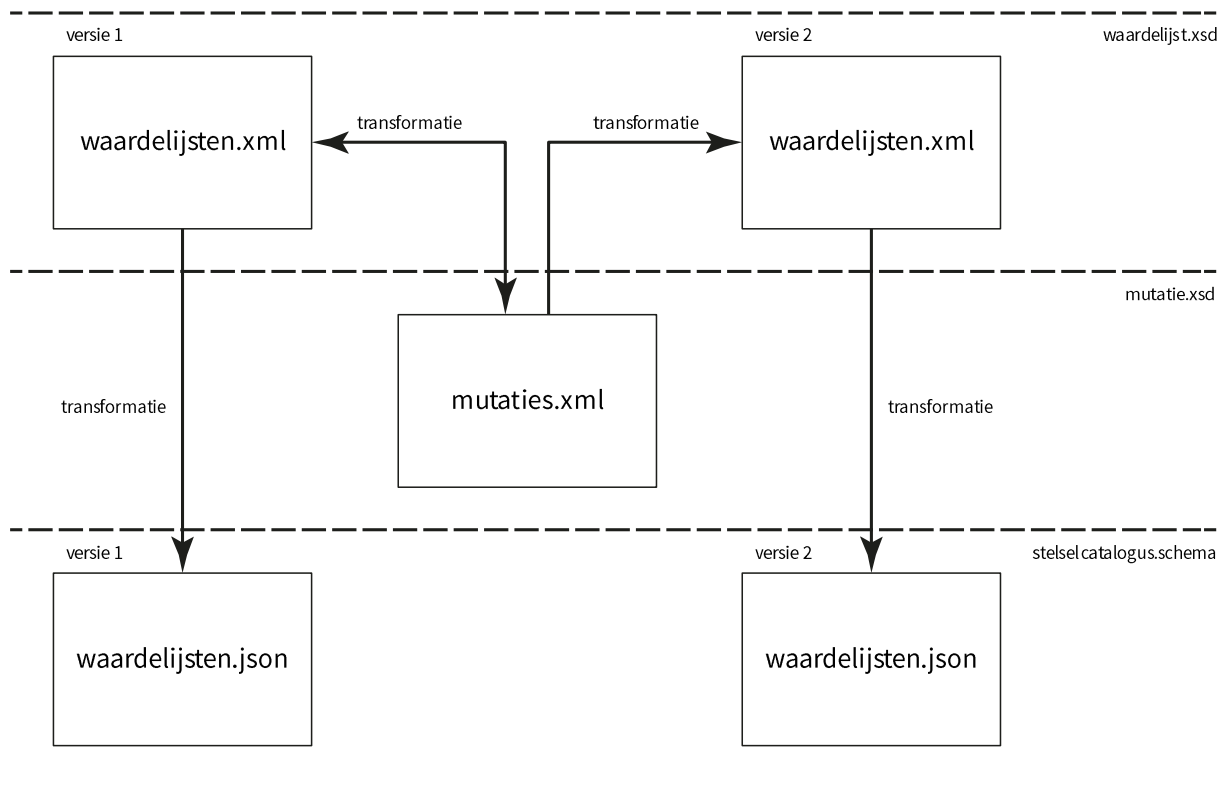 versie 1
versie 2
waardelijst.xsd
waardelijsten.xml
transformatie
transformatie
waardelijsten.xml
mutatie.xsd
mutaties.xml
transformatie
transformatie
versie 1
versie 2
stelselcatalogus.schema
waardelijsten.json
waardelijsten.json